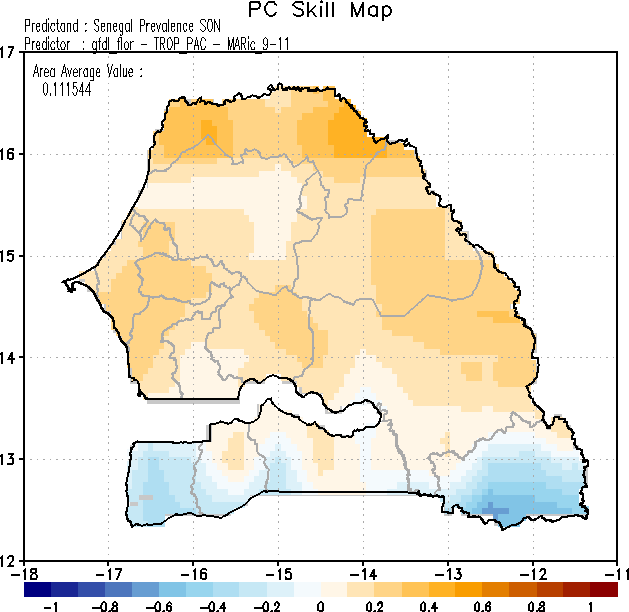 PC Skill Map
Predictand : Senegal Prevalence SON
Predictor : gfdl_flor - TROP_PAC - MARic_9-11
Area Average Value :
0.111544
17
16
15
14
13
12
-18 -17 -16 -15 -14 -13 -12 -11
-1 -0.8 -0.6 -0.4 -0.2 0 0.2 0.4 0.6 0.8 1